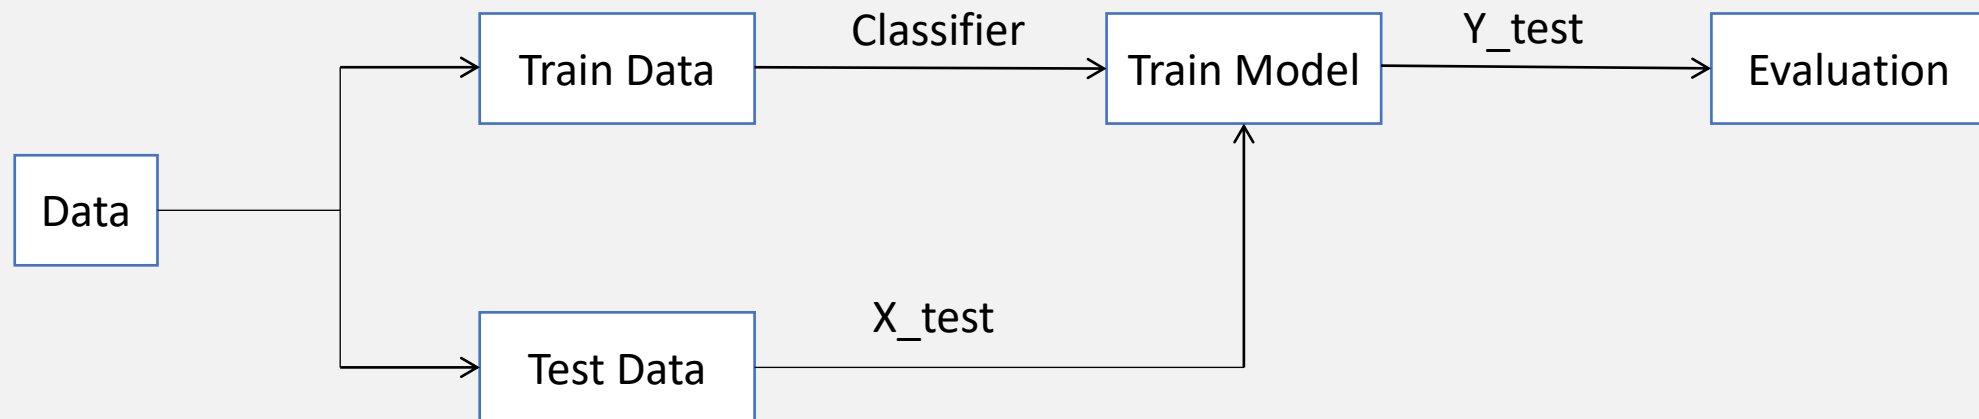 Classifier
Y_test
Train Data
Train Model
Evaluation
Data
X_test
Test Data